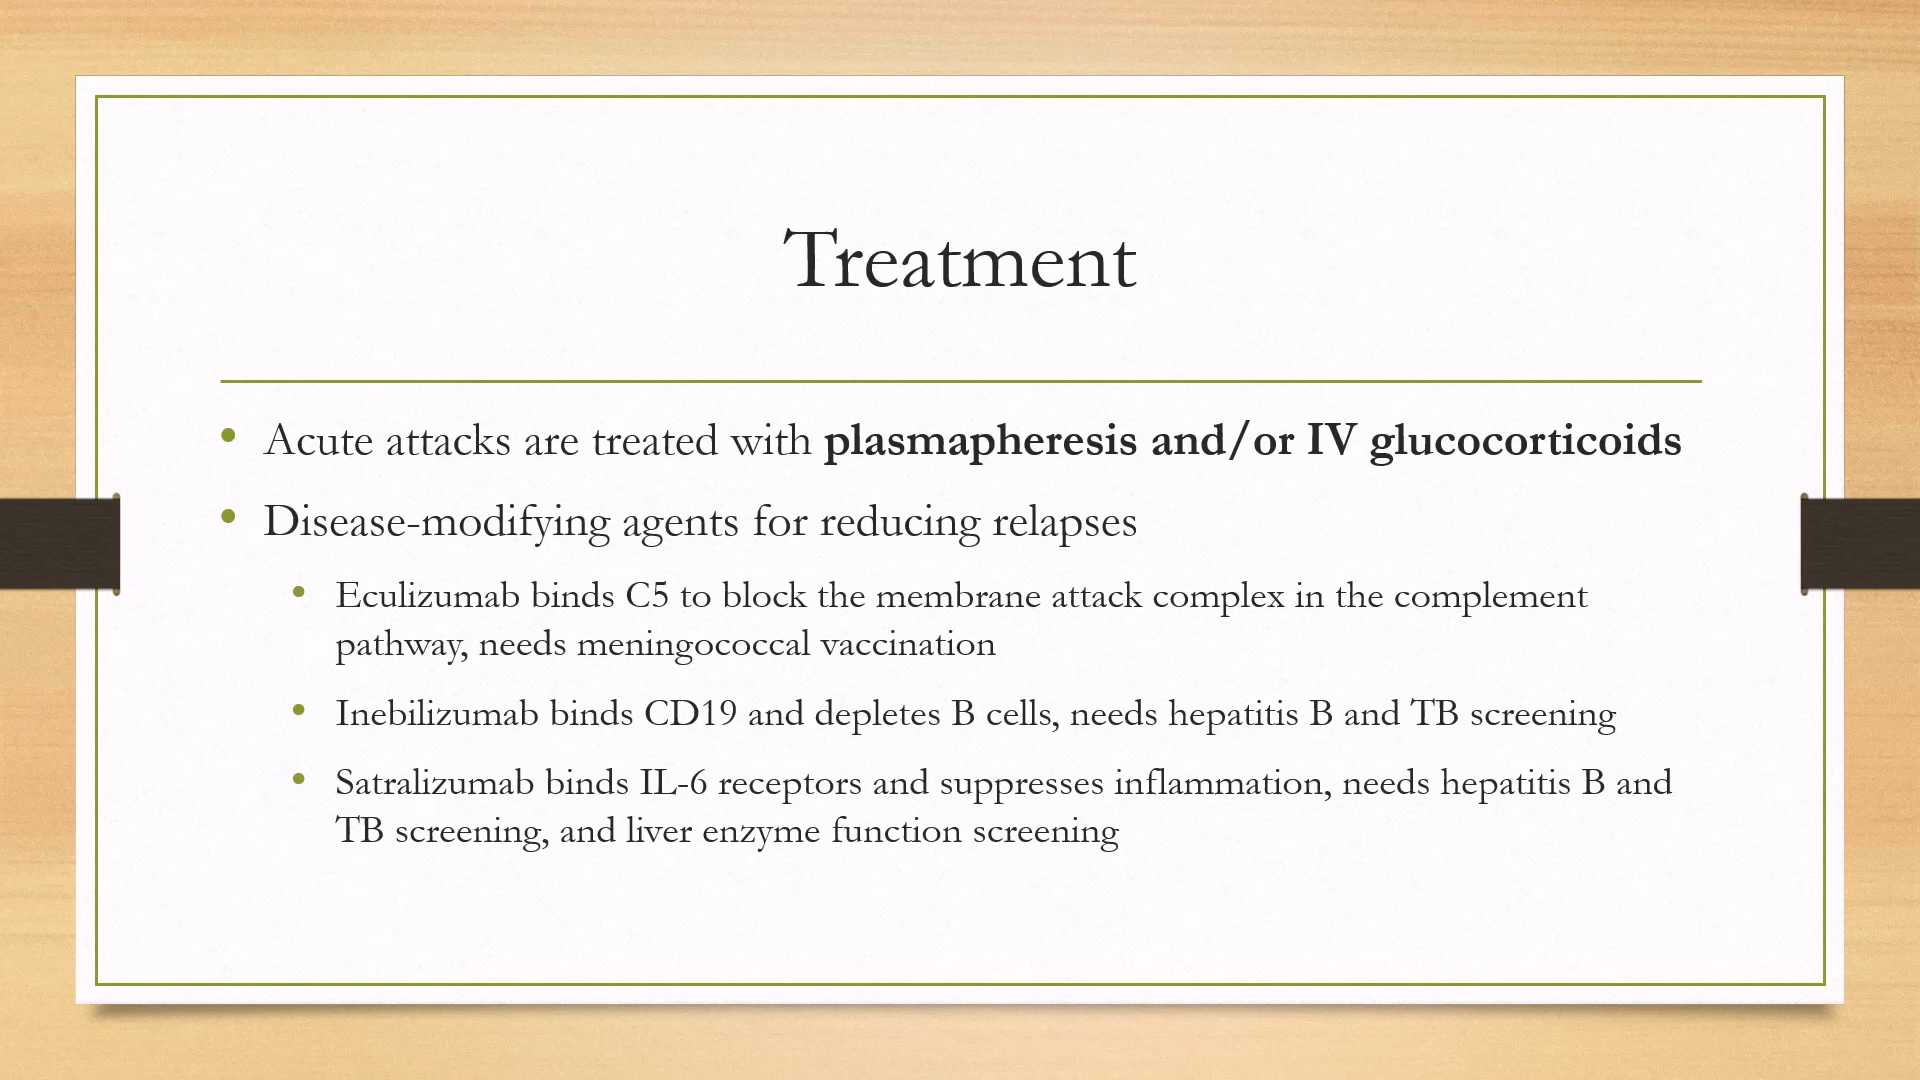 Treatment
• Acute attacks are treated with plasmapheresis and/or IV glucocorticoids
• Disease-modifying agents for reducing relapses
• Eculizumab binds C5 to block the membrane attack complex in the complement
pathway, needs meningococcal vaccination
• Inebilizumab binds CD19 and depletes B cells, needs hepatitis B and TB screening
• Satralizumab binds IL-6 receptors and suppresses inflammation, needs hepatitis B and
TB screening, and liver enzyme function screening